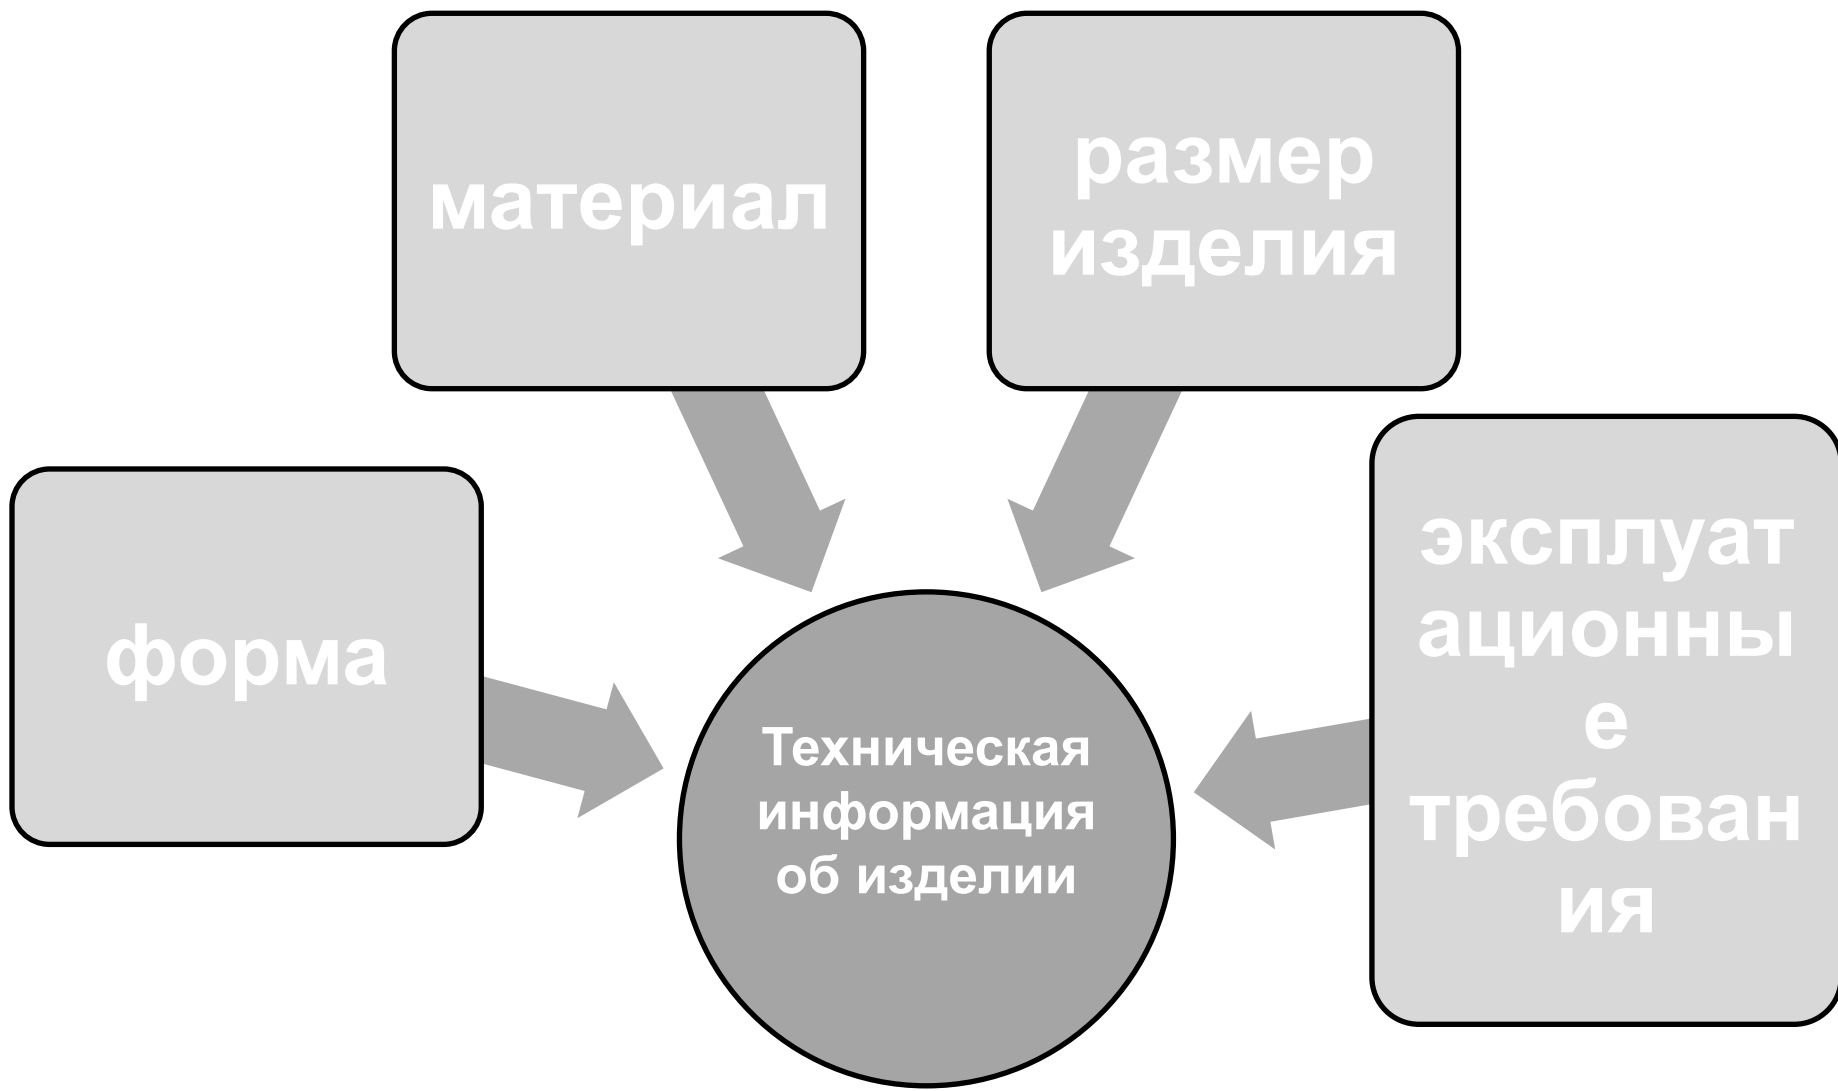 материал
размер
изделия
форма
эксплуат
ационны
е
требован
ия
Техническая
информация
об изделии